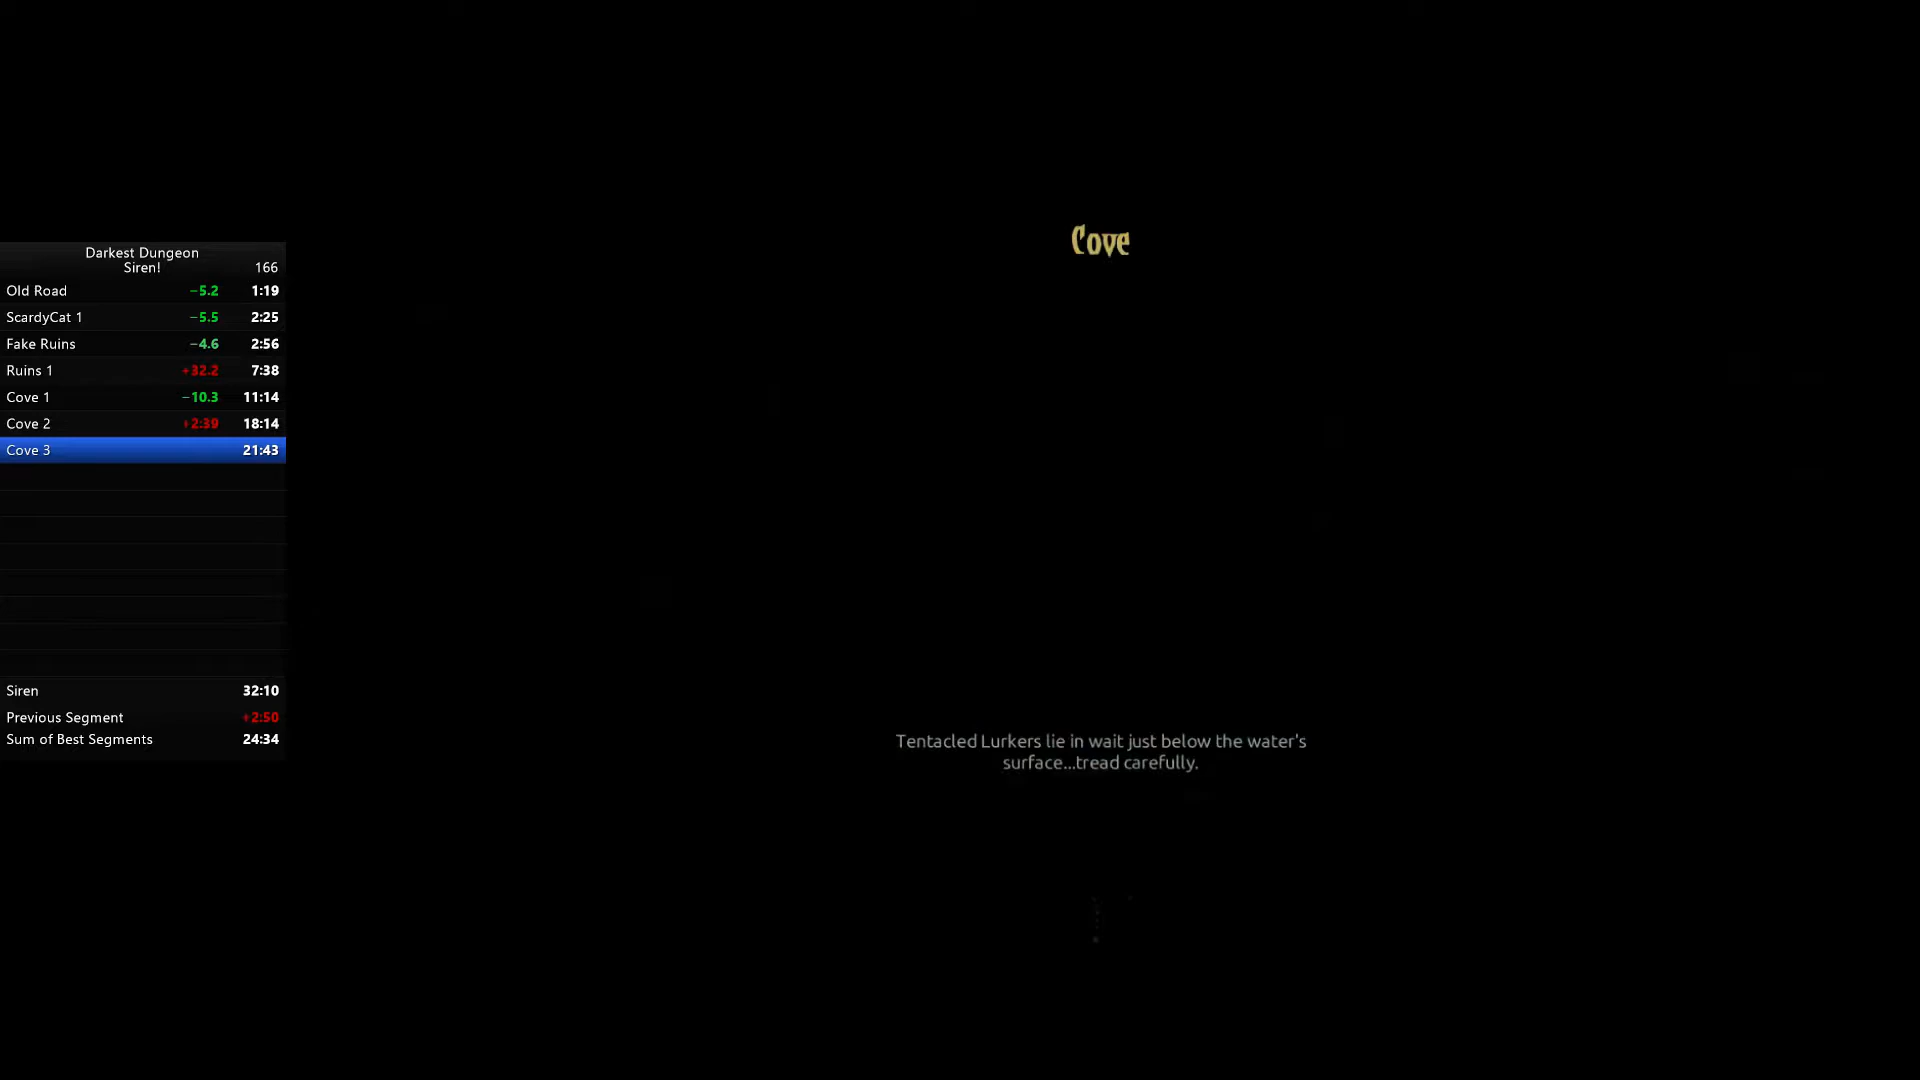 Darkest Dungeon
Siren! 166
Old Road −5.2 1:19
ScardyCat 1 −5.5 2:25
Fake Ruins −4.6 2:56
Ruins 1 +32.2 7:38
Cove 1 −10.3 11:14
Cove 2 +2:39 18:14
Cove 3 21:43
Siren 32:10
Previous Segment +2:50
Sum of Best Segments 24:34
Cove
Tentacled Lurkers lie in wait just below the water's
surface...tread carefully.